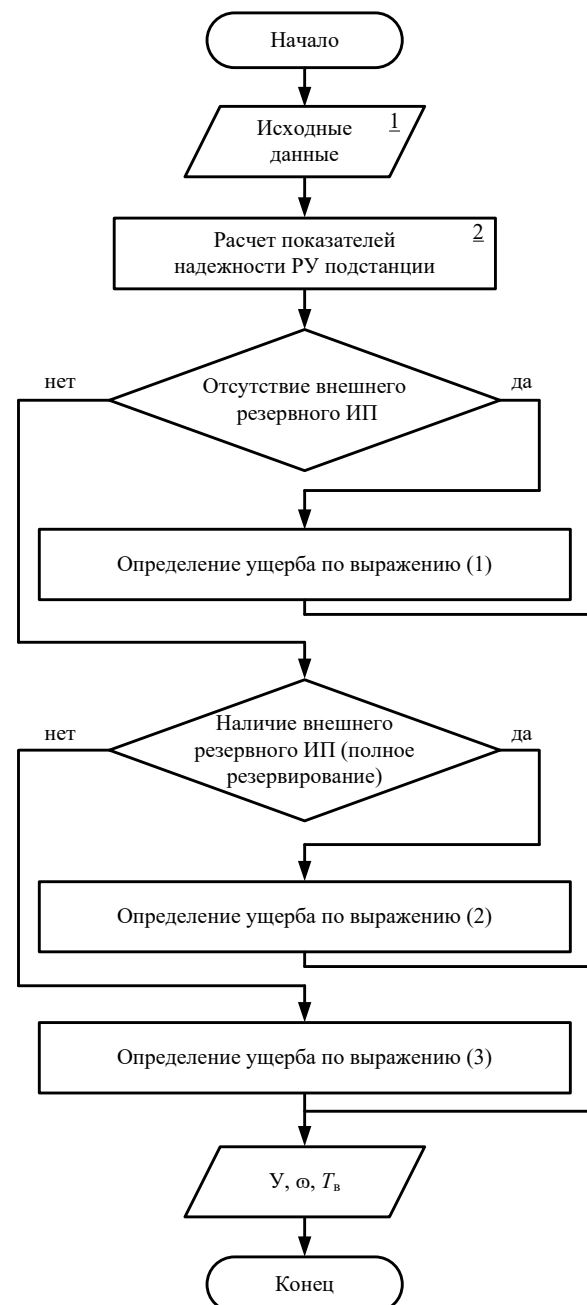 Начало
1
Исходные
данные
2
Расчет показателей
надежности РУ подстанции
нет
да
Отсутствие внешнего
резервного ИП
Определение ущерба по выражению (1)
нет
да
Наличие внешнего
резервного ИП (полное
резервирование)
Определение ущерба по выражению (2)
Определение ущерба по выражению (3)
У, ω, Tв
Конец